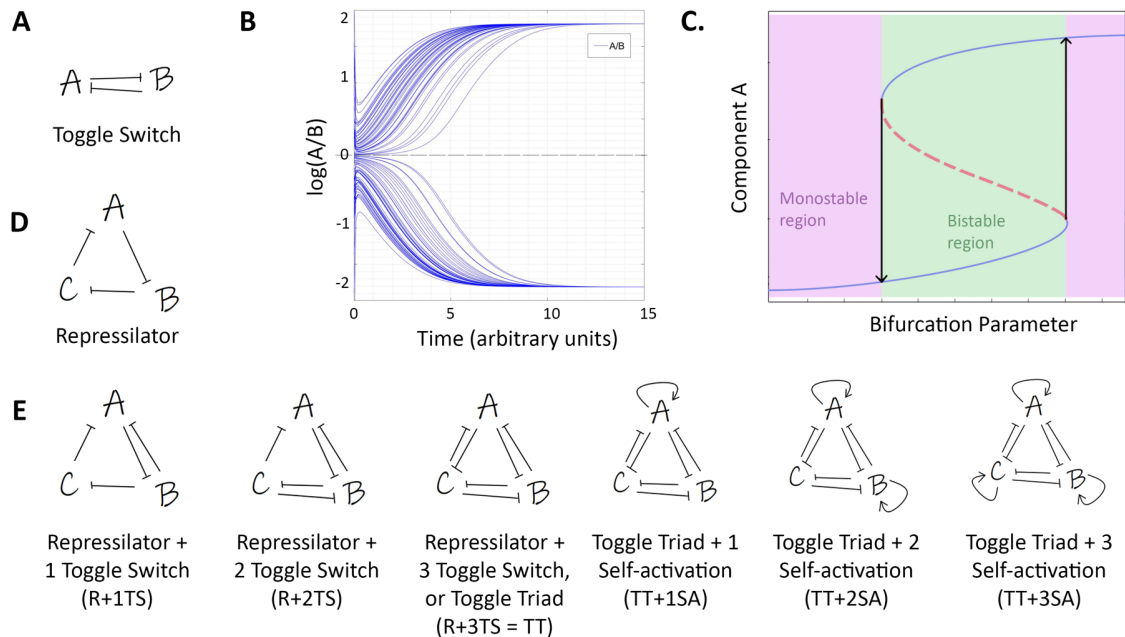 A
A B
Toggle Switch
B
log(A/B)
2
1
0
-1
-2
A/B
0
5
10
15
Time (arbitrary units)
C.
Component A
Monostable
region
Bistable
region
Bifurcation Parameter
D
A
C B
Repressilator
E
A
C B
Repressilator +
1 Toggle Switch
(R+1TS)
A
C B
Repressilator +
2 Toggle Switch
(R+2TS)
A
C B
Repressilator +
3 Toggle Switch,
or Toggle Triad
(R+3TS = TT)
A
C B
Toggle Triad + 1
Self-activation
(TT+1SA)
A
C B
Toggle Triad + 2
Self-activation
(TT+2SA)
A
C B
Toggle Triad + 3
Self-activation
(TT+3SA)